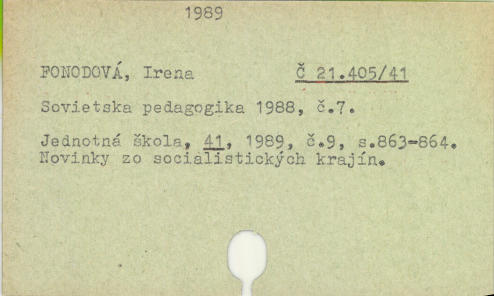 1989
FONODOVÁ, Irena Č 21.405/41
Sovietska pedagogika 1988, č.7.
Jednotná škola, 41, 1989, č.9, s.863-864.
Novinky zo socialistických krajín.